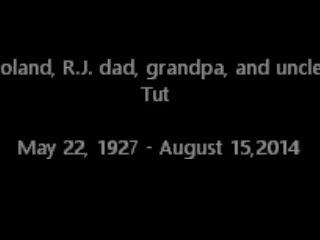 oland, R.J. dad, grandpa, and uncle
Tut
May 22, 1927 - August 15,2014